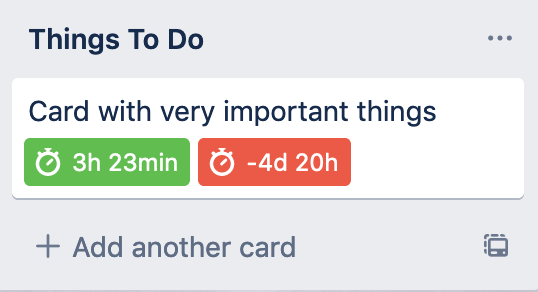 Things To Do
Card with very important things
3h 23min -4d 20h
Add another card